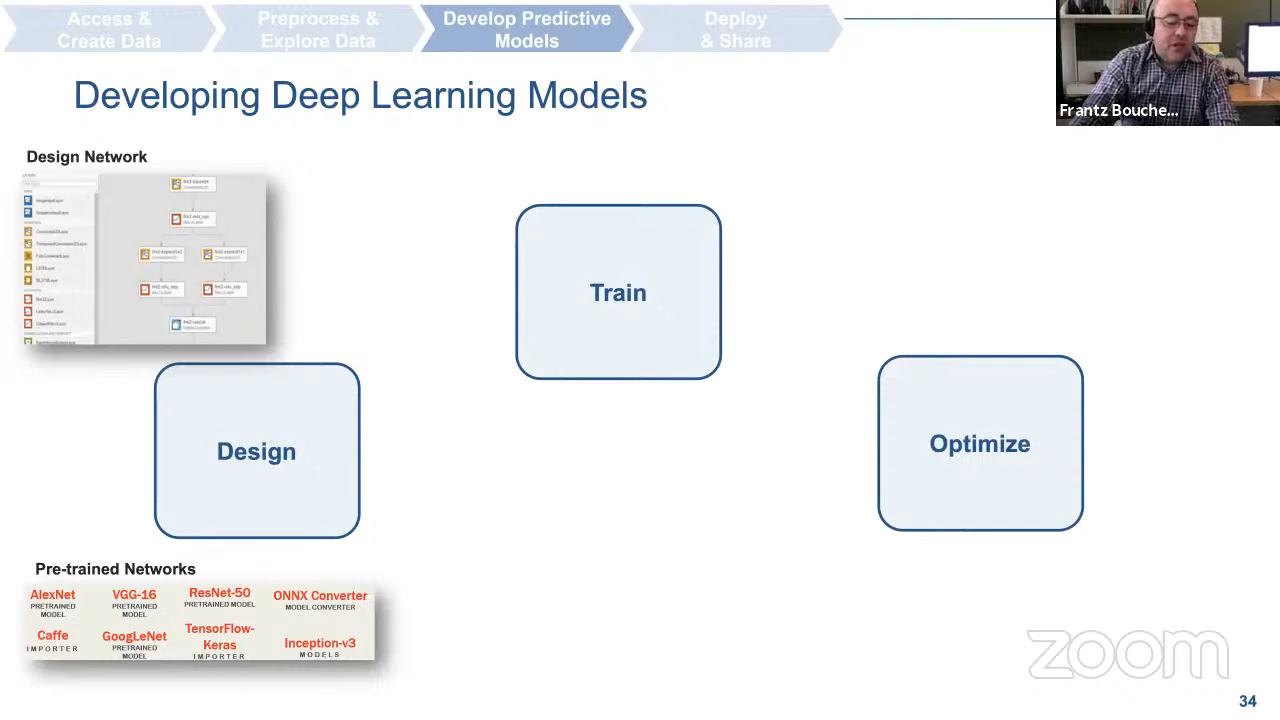 Access &
Create Data
Preprocess &
Explore Data
Develop Predictive
Models
Deploy
& Share
Frantz Bouche...
Developing Deep Learning Models
Design Network
Train
Design
Optimize
Pre-trained Networks
AlexNet
PRETRAINED
MODEL
VGG-16
PRETRAINED
MODEL
ResNet-50
PRETRAINED MODEL
ONNX Converter
MODEL CONVERTER
Caffe
IMPORTER
GoogLeNet
PRETRAINED
MODEL
TensorFlow-
Keras
IMPORTER
Inception-v3
MODELS
zoom
34